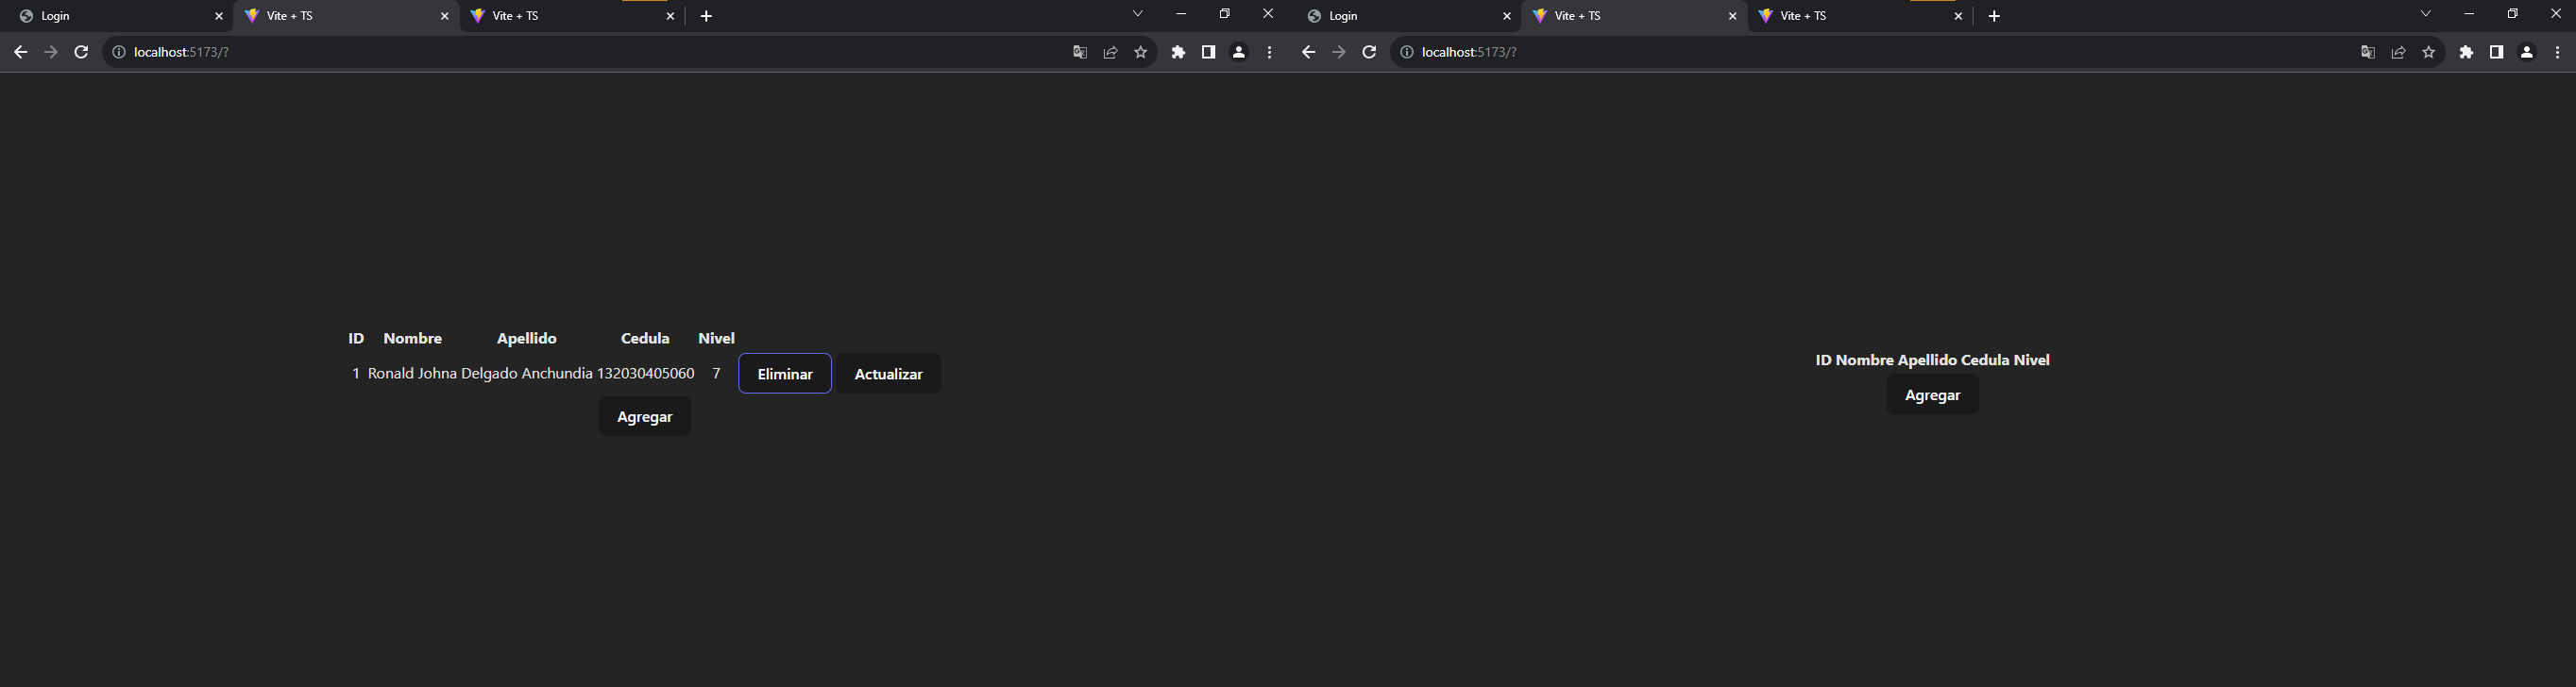 Login
Vite + TS
Vite + TS
localhost:5173/?
ID Nombre Apellido Cedula Nivel
1 Ronald Johna Delgado Anchundia 132030405060 7 Eliminar Actualizar
Agregar
Login
Vite + TS
Vite + TS
localhost:5173/?
ID Nombre Apellido Cedula Nivel
Agregar